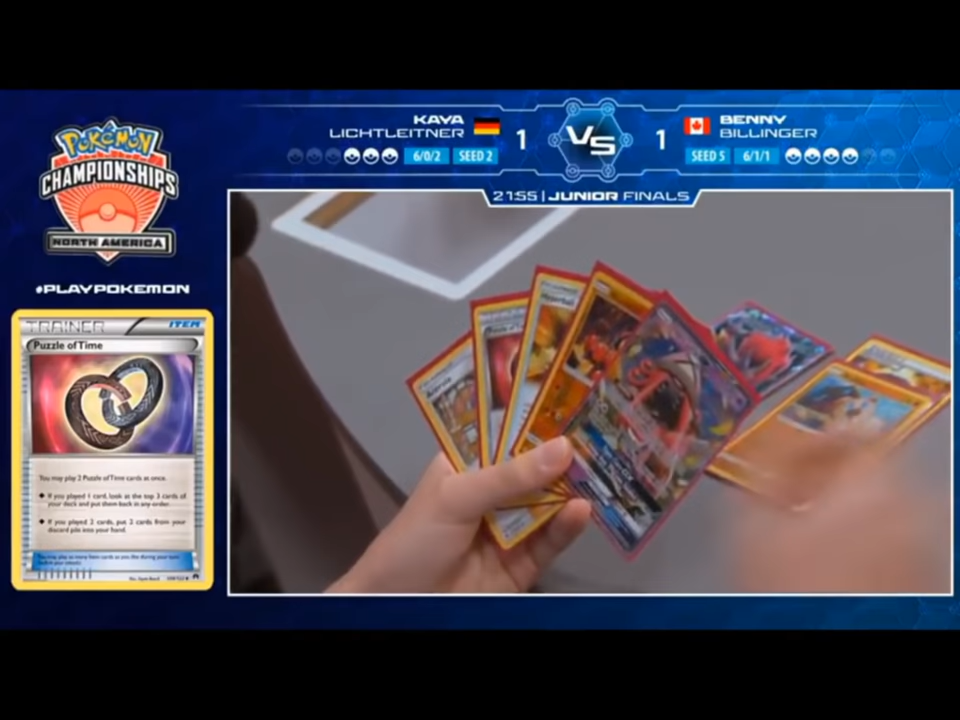 POKÉMON
CHAMPIONSHIPS
NORTH AMERICA
#PLAYPOKEMON
KAYA
LICHTLEITNER
1
6/0/2
SEED 2
VS
1
BENNY
BILLINGER
SEED 5
6/1/1
21:55 | JUNIOR FINALS
TRAINER
ITEM
Puzzle of Time
You may play 2 Puzzle of Time cards at once.
If you played 1 card, look at the top 3 cards of
your deck and put them back in any order.
If you played 2 cards, put 2 cards from your
discard pile into your hand.